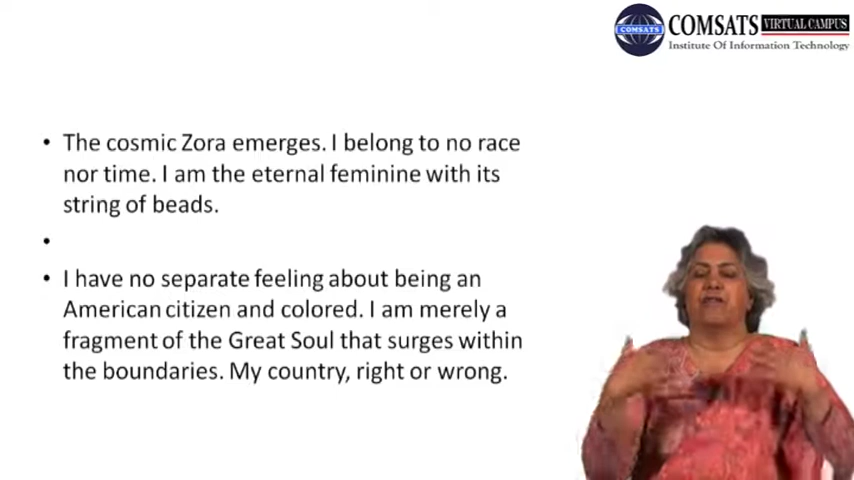 COMSATS VIRTUAL CAMPUS
COMSATS
Institute Of Information Technology
• The cosmic Zora emerges. I belong to no race
nor time. I am the eternal feminine with its
string of beads.
•
• I have no separate feeling about being an
American citizen and colored. I am merely a
fragment of the Great Soul that surges within
the boundaries. My country, right or wrong.